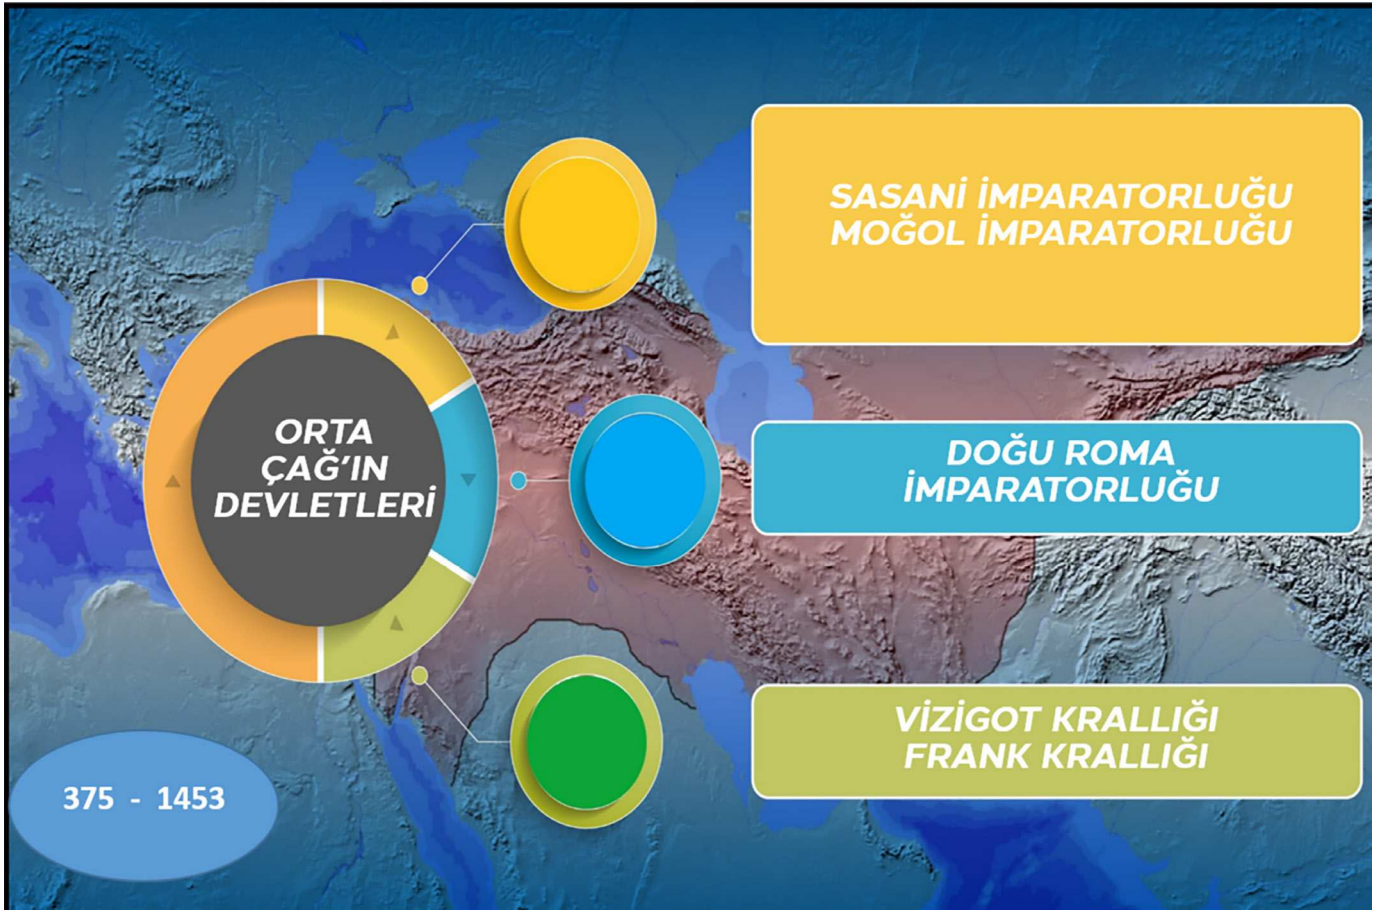 SASANİ İMPARATORLUĞU
MOĞOL İMPARATORLUĞU
ORTA
ÇAĞ'IN
DEVLETLERİ
DOĞU ROMA
İMPARATORLUĞU
VİZİGOT KRALLIĞI
FRANK KRALLIĞI
375 - 1453